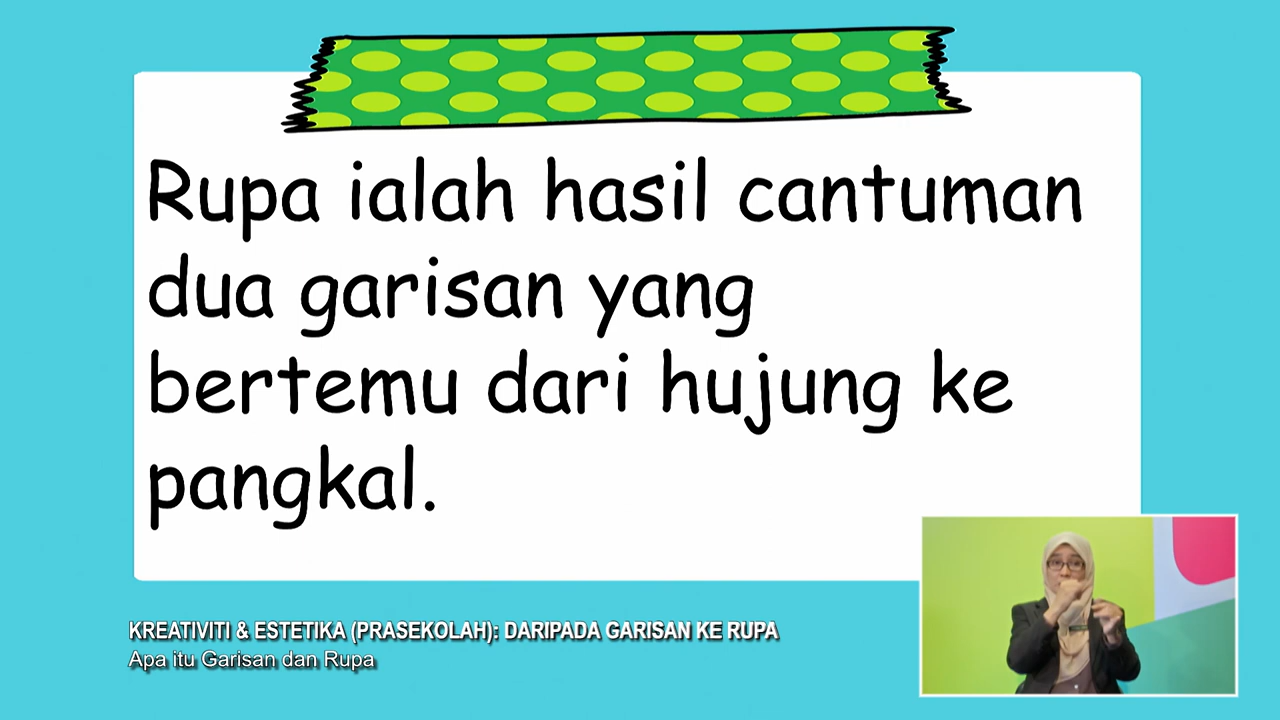 Rupa ialah hasil cantuman
dua garisan yang
bertemu dari hujung ke
pangkal.
KREATIVITI & ESTETIKA (PRASEKOLAH): DARIPADA GARISAN KE RUPA
Apa itu Garisan dan Rupa